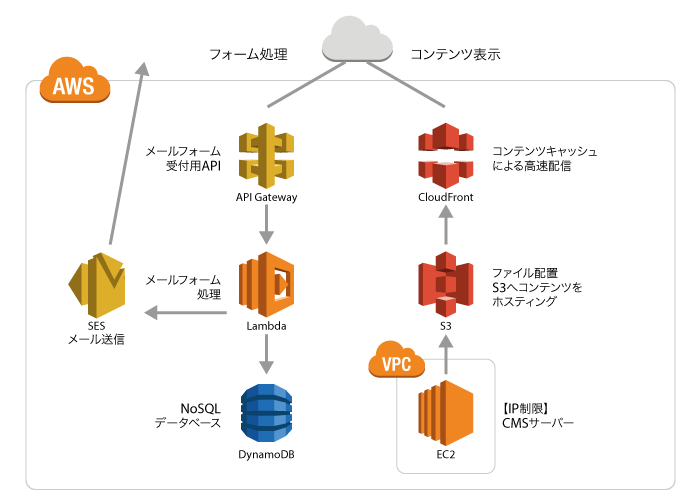 フォーム処理
コンテンツ表示
AWS
メールフォーム
受付用API
API Gateway
コンテンツキャッシュ
による高速配信
CloudFront
メールフォーム
処理
Lambda
SES
メール送信
ファイル配置
S3へコンテンツを
ホスティング
S3
VPC
NoSQL
データベース
DynamoDB
【IP制限】
CMSサーバー
EC2